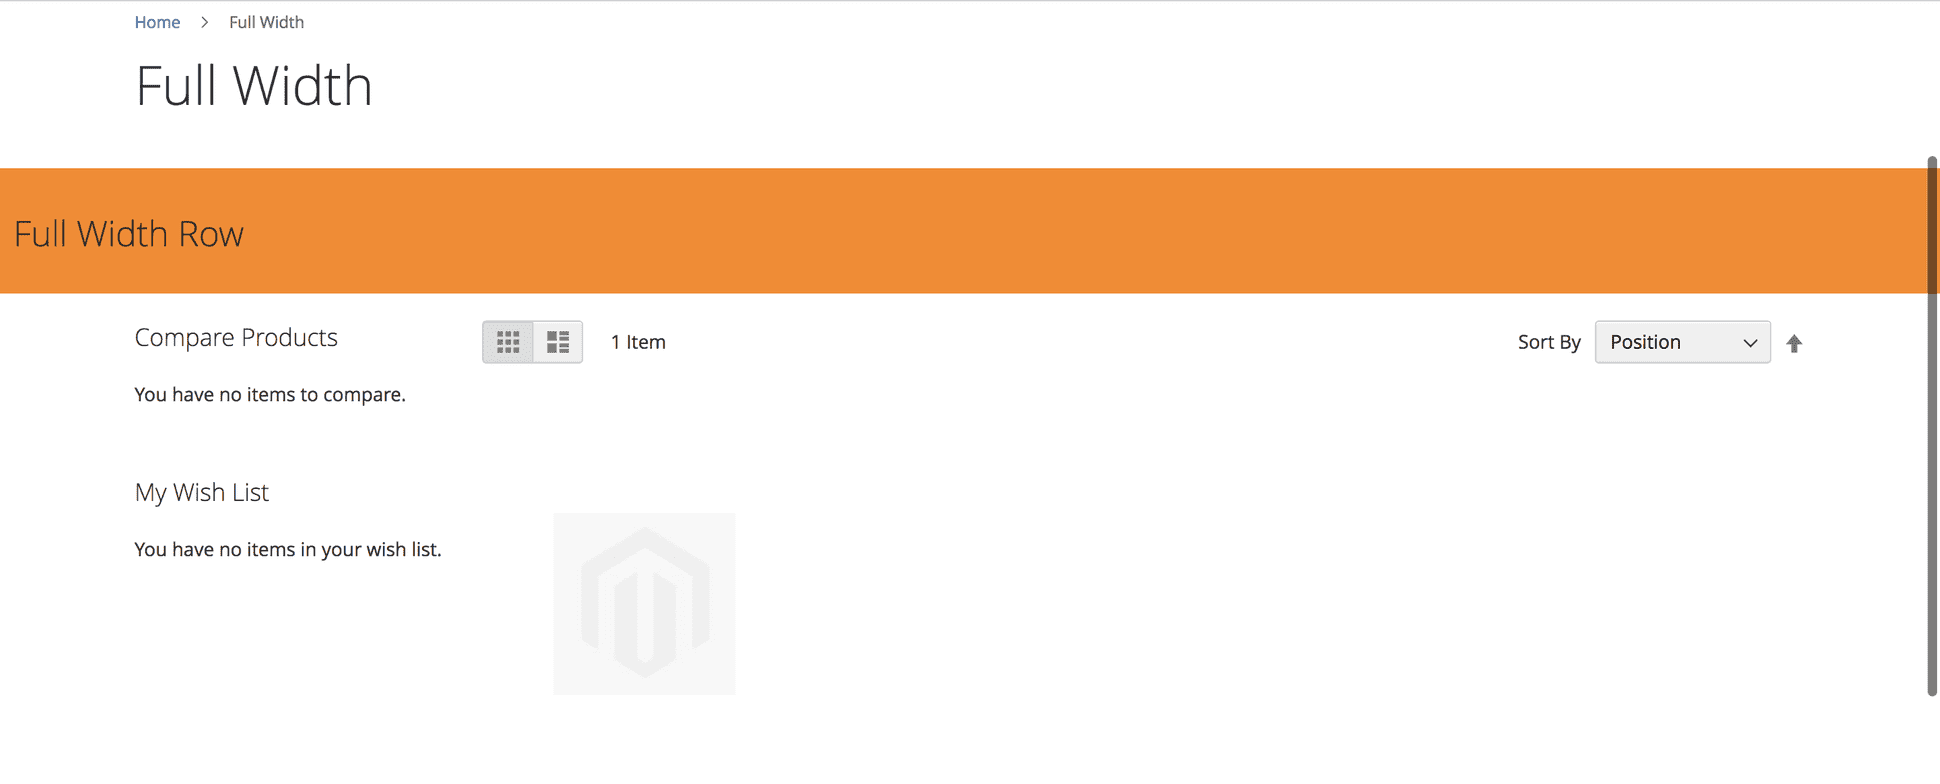 Home > Full Width
Full Width
Full Width Row
Compare Products
1 Item
Sort By Position
You have no items to compare.
My Wish List
You have no items in your wish list.